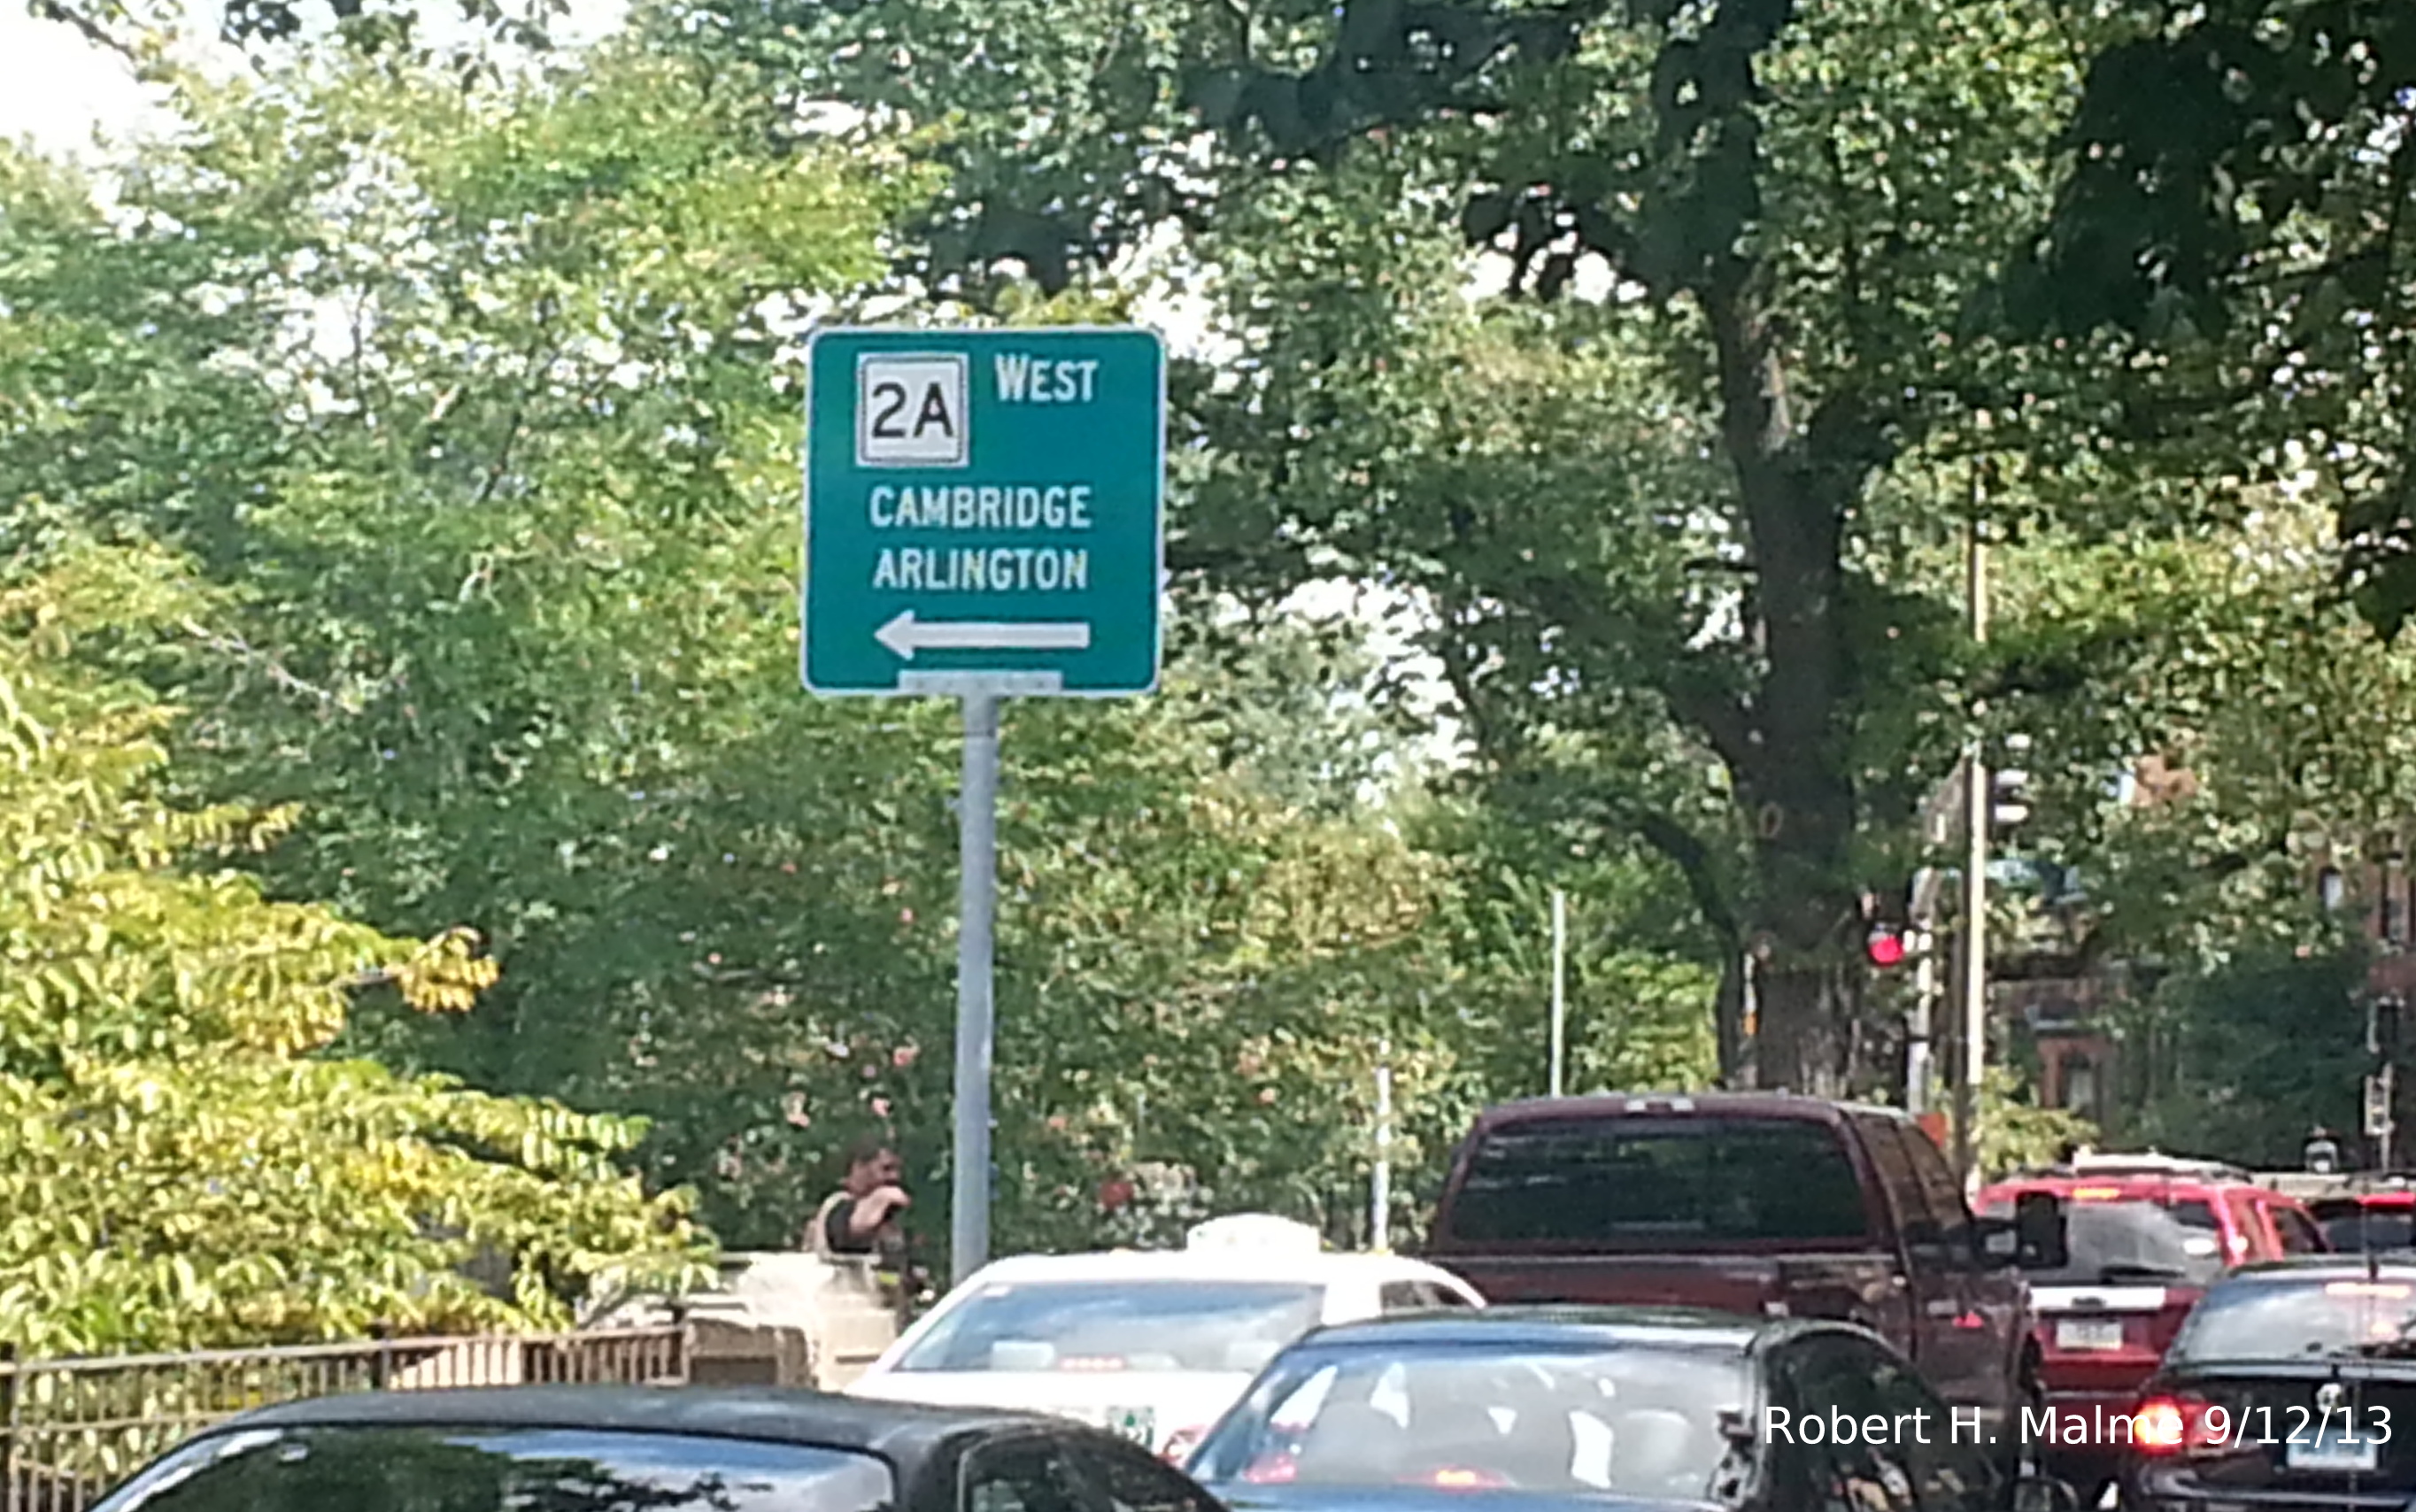 2A WEST
CAMBRIDGE
ARLINGTON
Robert H. Malme 9/12/13